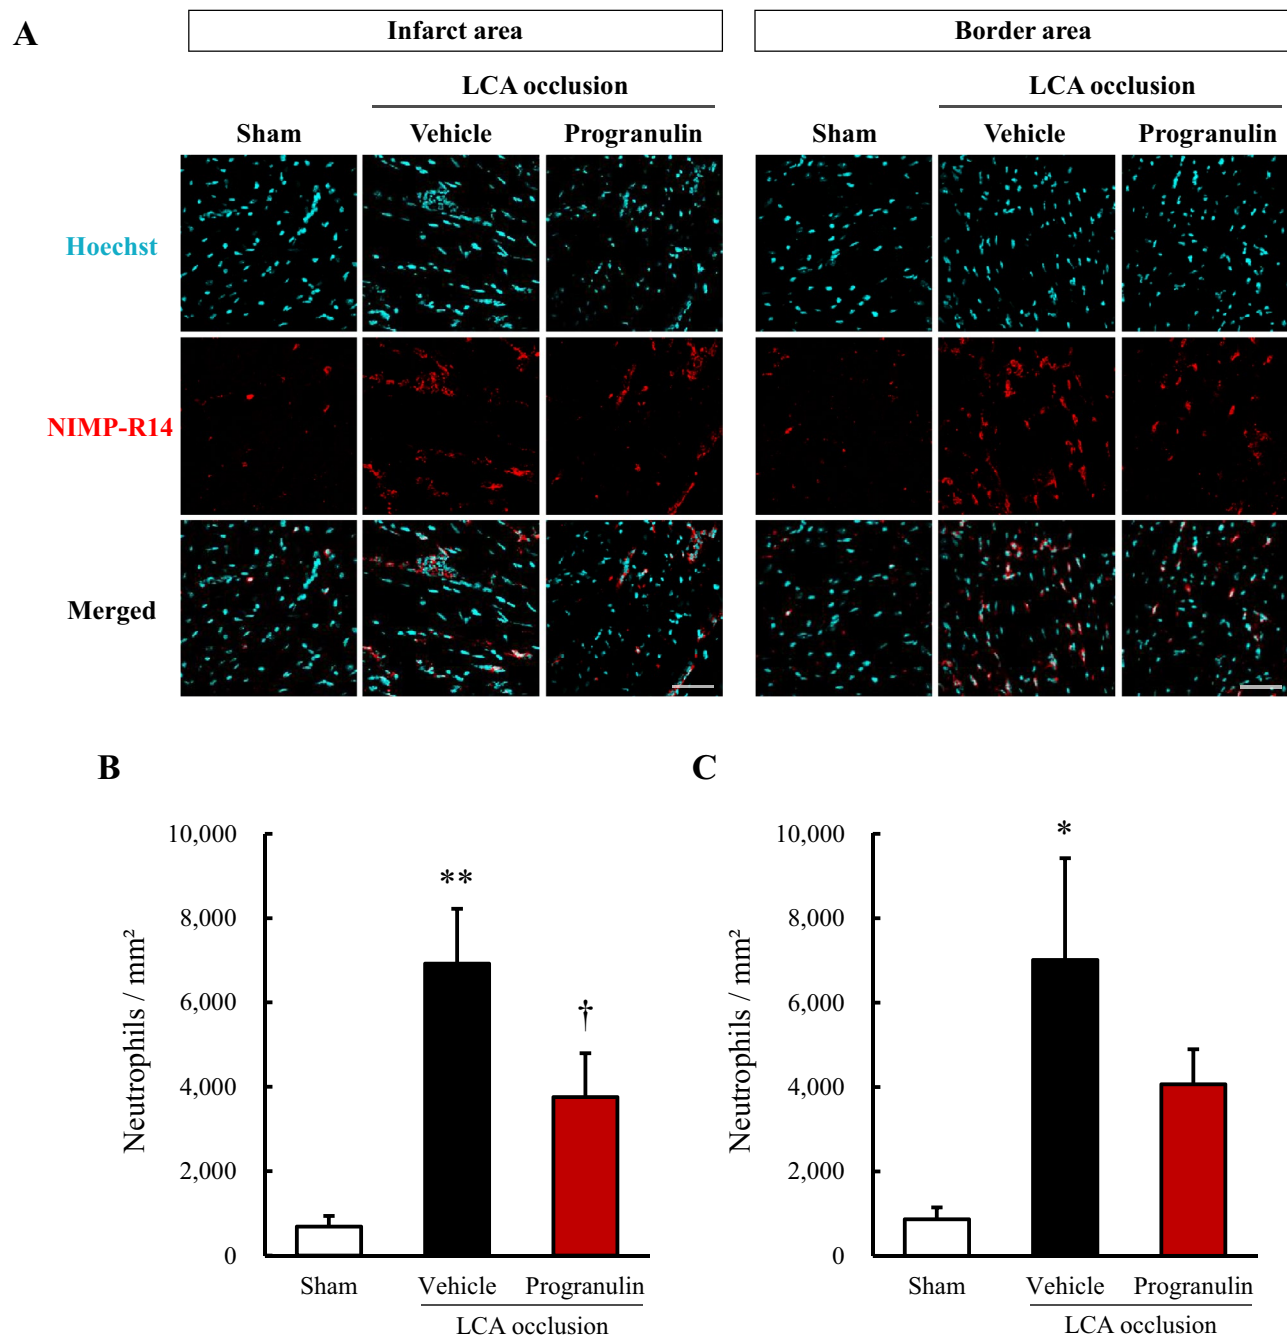 A
Infarct area
Border area
LCA occlusion
LCA occlusion
Sham
Vehicle
Progranulin
Sham
Vehicle
Progranulin
Hoechst
NIMP-R14
Merged
B
10,000
8,000
6,000
4,000
2,000
0
Neutrophils / mm²
**
†
Sham
Vehicle
Progranulin
LCA occlusion
C
10,000
8,000
6,000
4,000
2,000
0
Neutrophils / mm²
*
Sham
Vehicle
Progranulin
LCA occlusion